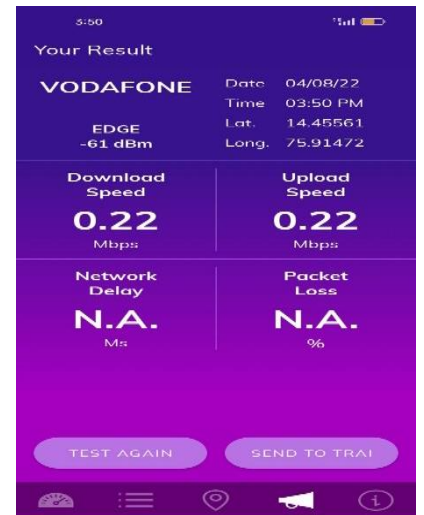 3:50
Your Result
VODAFONE
EDGE
-61 dBm
Date 04/08/22
Time 03:50 PM
Lat. 14.45561
Long. 75.91472
Download
Speed
0.22
Mbps
Upload
Speed
0.22
Mbps
Network
Delay
N.A.
Ms
Packet
Loss
N.A.
%
TEST AGAIN
SEND TO TRAI